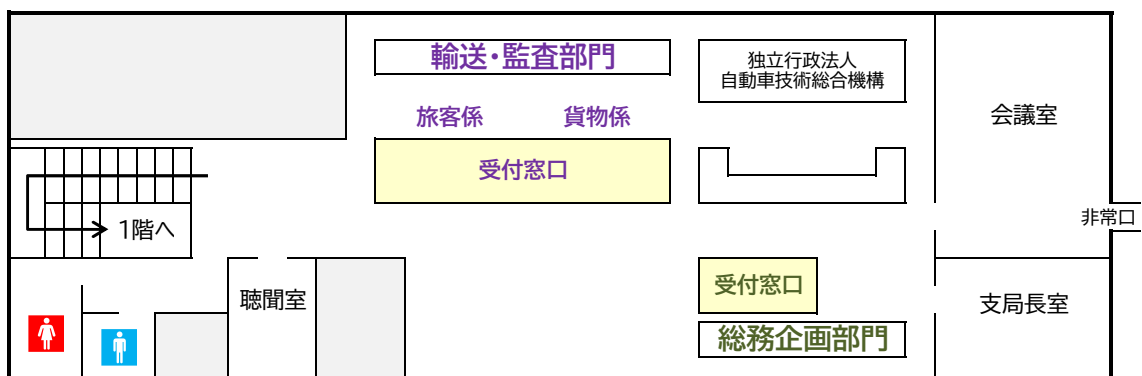 輸送・監査部門
独立行政法人
自動車技術総合機構
旅客係
貨物係
会議室
受付窓口
1階へ
非常口
聴聞室
受付窓口
支局長室
総務企画部門